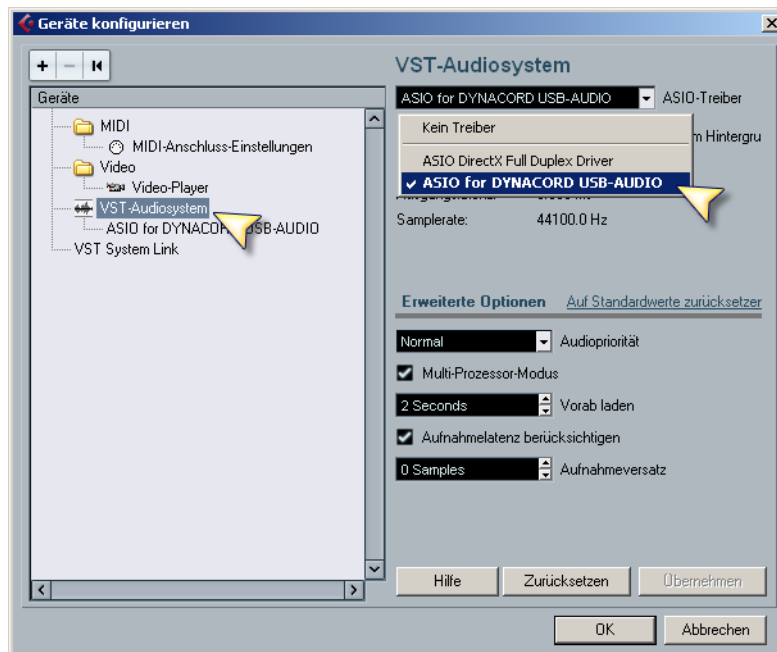 Geräte konfigurieren
VST-Audiosystem
Geräte
MIDI
MIDI-Anschluss-Einstellungen
Video
Video-Player
VST-Audiosystem
ASIO for DYNACORD USB-AUDIO
VST System Link
ASIO for DYNACORD USB-AUDIO ASIO-Treiber
Kein Treiber
Hintergru
ASIO DirectX Full Duplex Driver
ASIO for DYNACORD USB-AUDIO
Samplerate: 44100.0 Hz
Erweiterte Optionen Auf Standardwerte zurücksetzer
Normal Audiopriorität
Multi-Prozessor-Modus
2 Seconds Vorab laden
Aufnahmelatenz berücksichtigen
0 Samples Aufnahmeversatz
Hilfe Zurücksetzen Übernehmen
OK Abbrechen